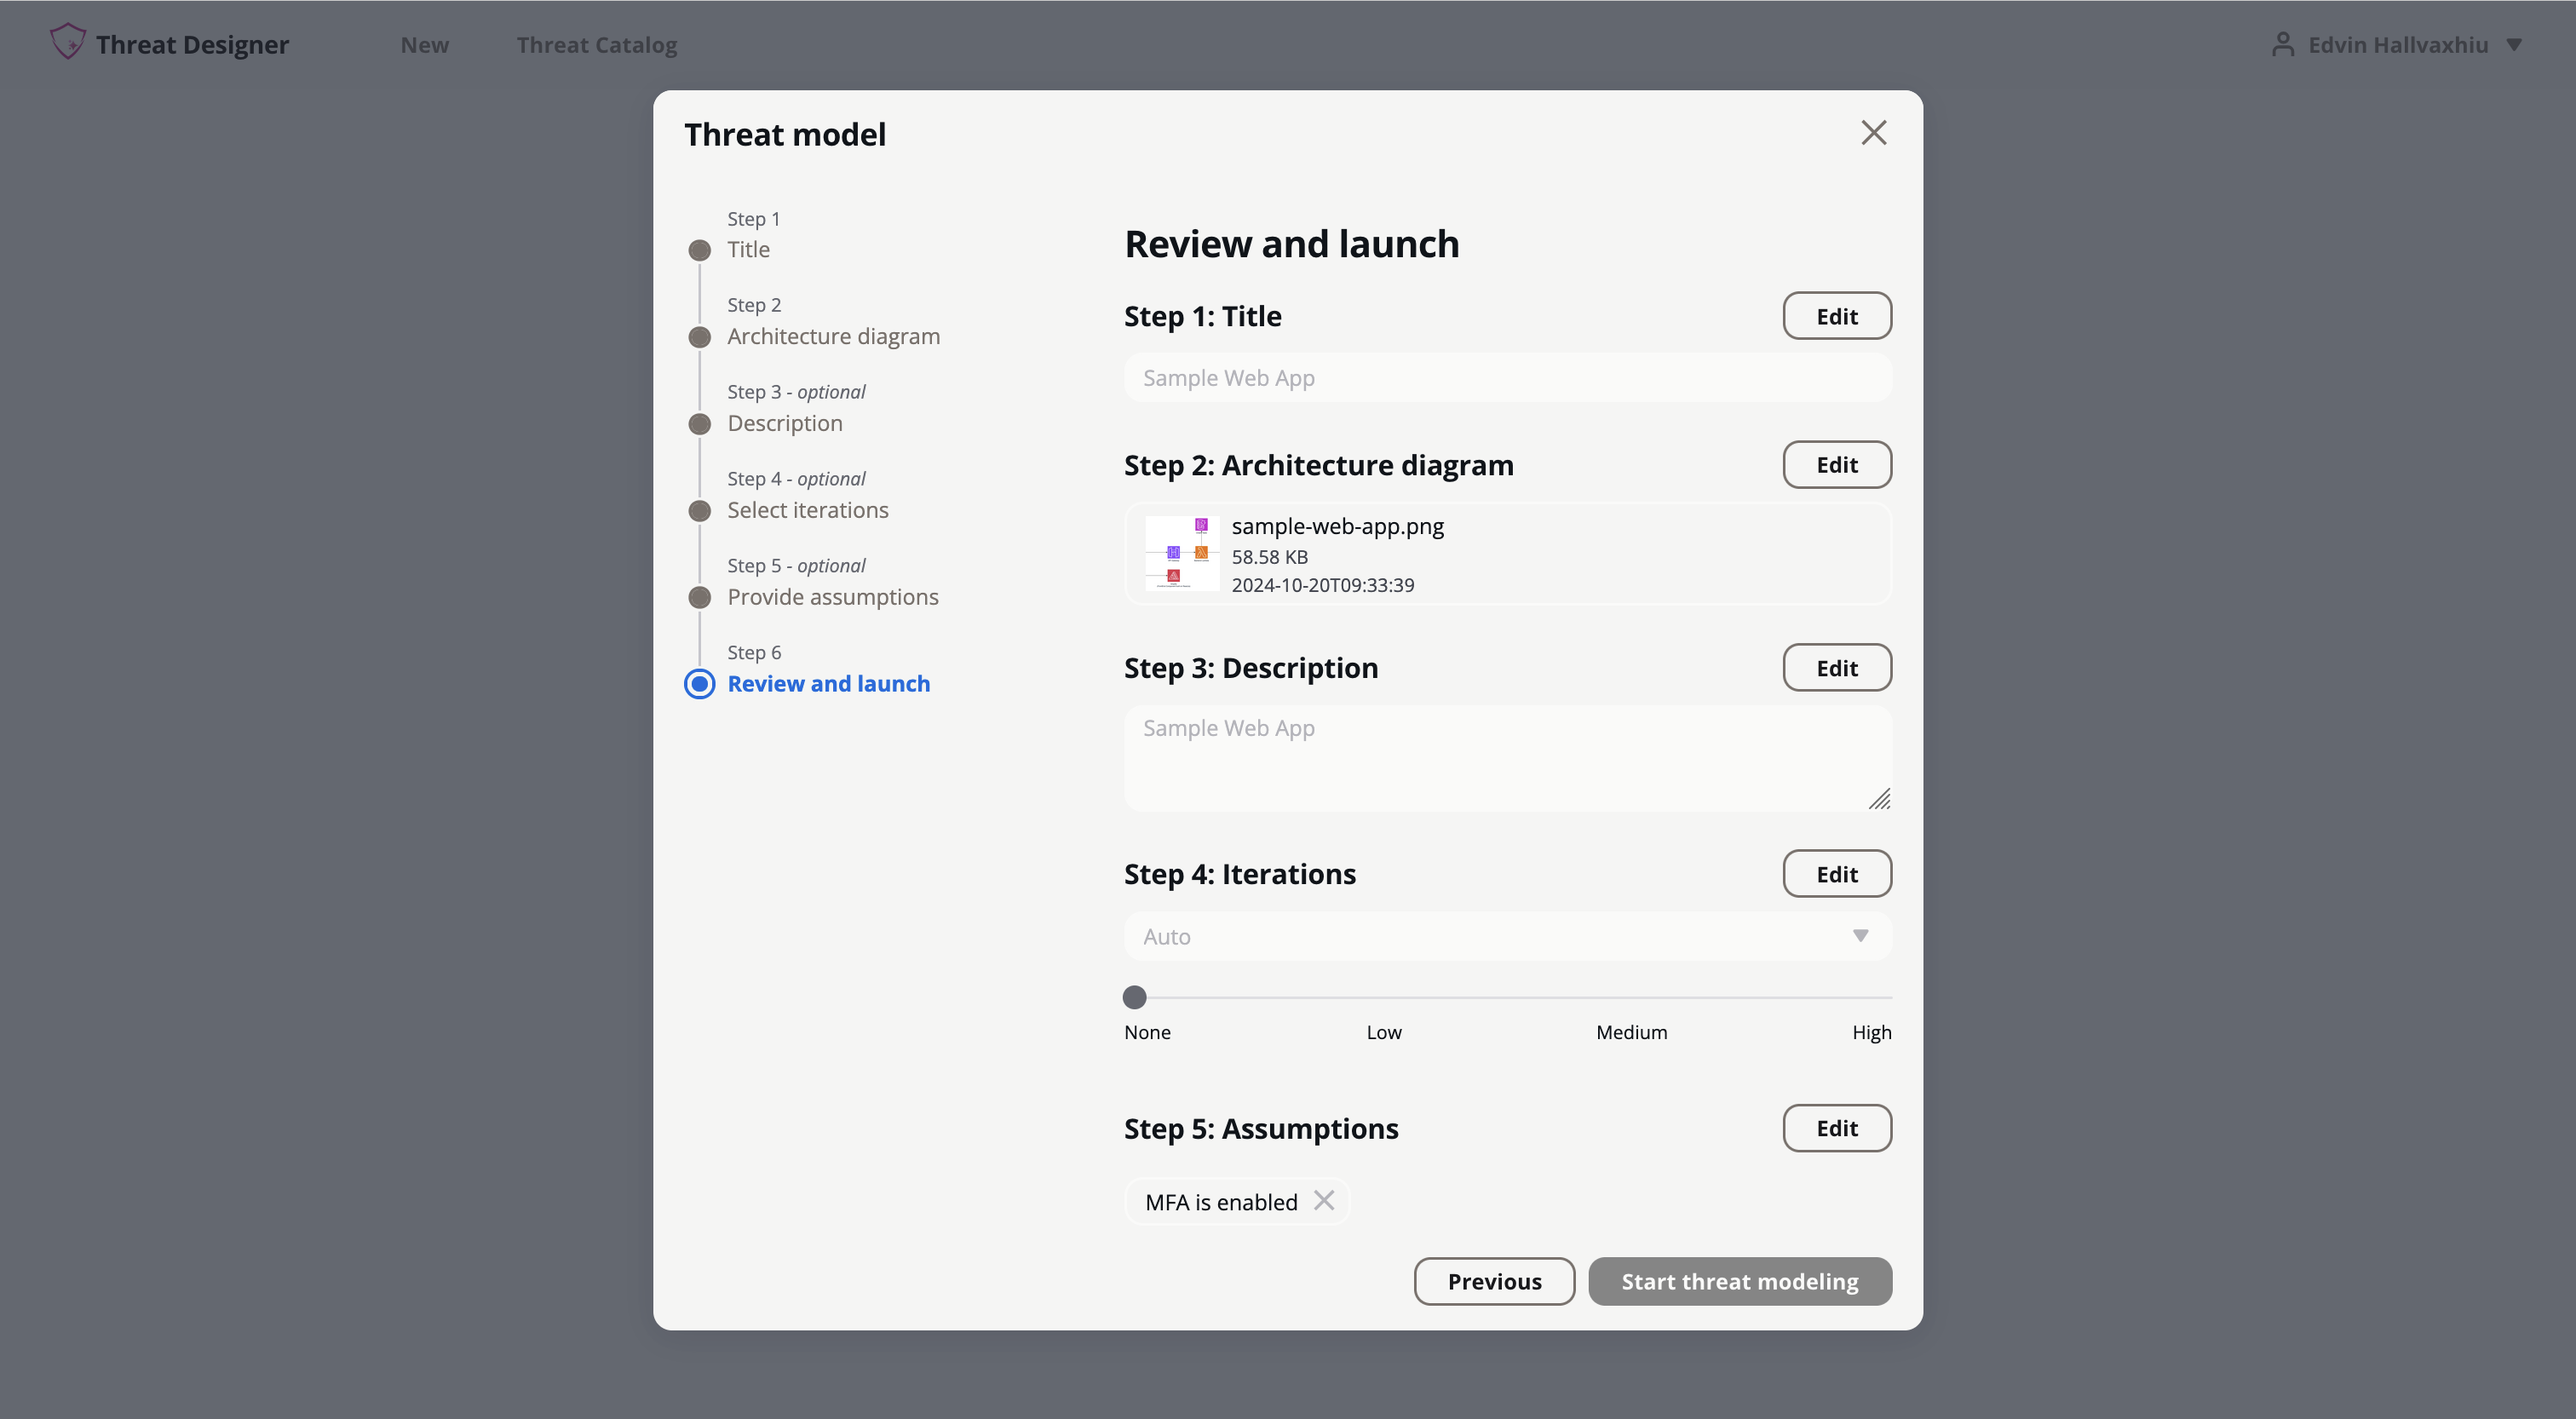 Threat Designer
New
Threat Catalog
Edvin Hallvaxhiu
Threat model
Step 1
Title
Step 2
Architecture diagram
Step 3 - optional
Description
Step 4 - optional
Select iterations
Step 5 - optional
Provide assumptions
Step 6
Review and launch
Review and launch
Step 1: Title
Edit
Sample Web App
Step 2: Architecture diagram
Edit
sample-web-app.png
58.58 KB
2024-10-20T09:33:39
Step 3: Description
Edit
Sample Web App
Step 4: Iterations
Edit
Auto
None Low Medium High
Step 5: Assumptions
Edit
MFA is enabled
Previous
Start threat modeling